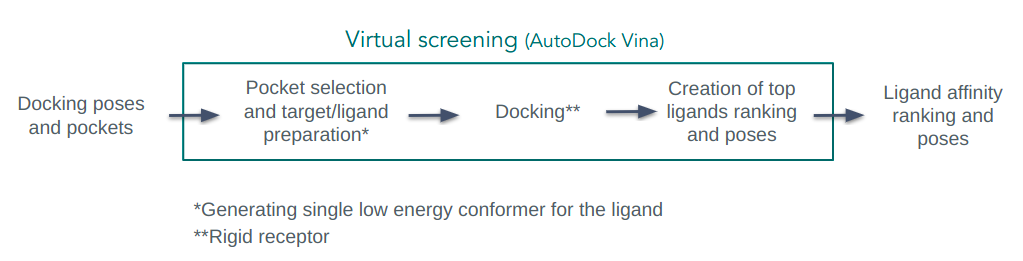 Virtual screening (AutoDock Vina)
Docking poses
and pockets
Pocket selection
and target/ligand
preparation*
Docking**
Creation of top
ligands ranking
and poses
Ligand affinity
ranking and
poses
*Generating single low energy conformer for the ligand
**Rigid receptor